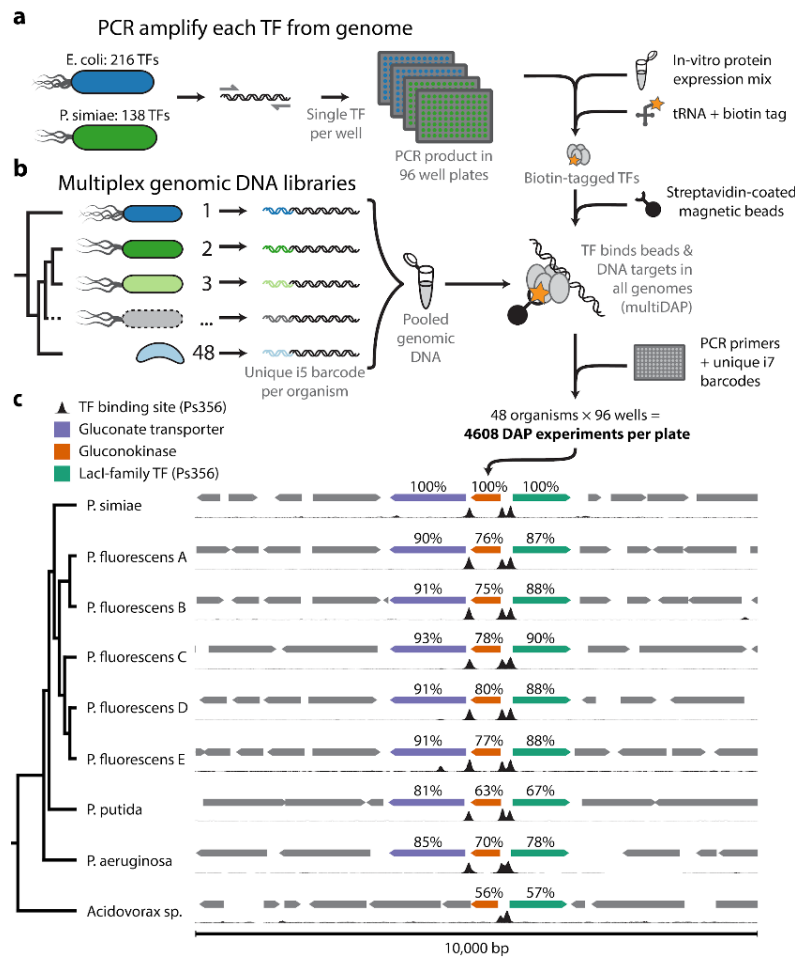 a
PCR amplify each TF from genome
E. coli: 216 TFs
P. simiae: 138 TFs
Single TF
per well
PCR product in
96 well plates
In-vitro protein
expression mix
tRNA + biotin tag
Biotin-tagged TFs
Streptavidin-coated
magnetic beads
b
Multiplex genomic DNA libraries
1
2
3
...
48
Unique i5 barcode
per organism
Pooled
genomic
DNA
TF binds beads &
DNA targets in
all genomes
(multiDAP)
PCR primers
+ unique i7
barcodes
48 organisms × 96 wells =
4608 DAP experiments per plate
c
TF binding site (Ps356)
Gluconate transporter
Gluconokinase
LacI-family TF (Ps356)
100% 100% 100%
P. simiae
90% 76% 87%
P. fluorescens A
91% 75% 88%
P. fluorescens B
93% 78% 90%
P. fluorescens C
91% 80% 88%
P. fluorescens D
91% 77% 88%
P. fluorescens E
81% 63% 67%
P. putida
85% 70% 78%
P. aeruginosa
56% 57%
Acidovorax sp.
10,000 bp